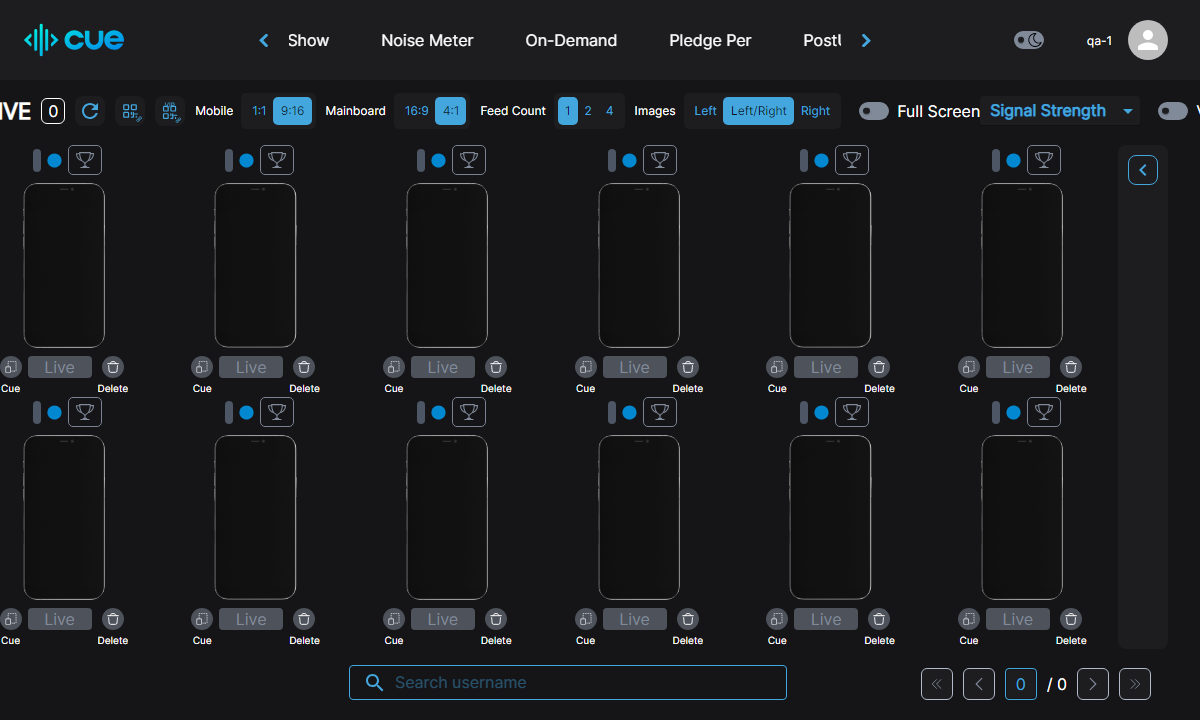 cue Show Noise Meter On-Demand Pledge Per qa-1
0 Mobile 1:1 9:16 Mainboard 16:9 4:1 Feed Count 1 2 4 Images Left Left/Right Right Full Screen Signal Strength
Live Live Live Live Live Live
Cue Delete Cue Delete Cue Delete Cue Delete Cue Delete Cue Delete
Live Live Live Live Live Live
Cue Delete Cue Delete Cue Delete Cue Delete Cue Delete Cue Delete
Search username 0 / 0